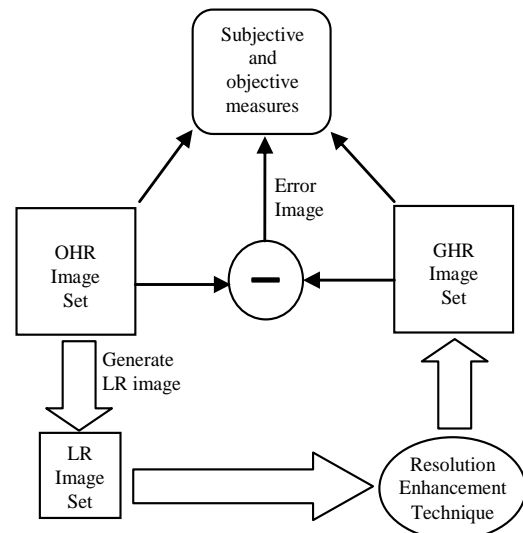 Subjective
and
objective
measures
Error
Image
OHR
Image
Set
GHR
Image
Set
Generate
LR image
LR
Image
Set
Resolution
Enhancement
Technique